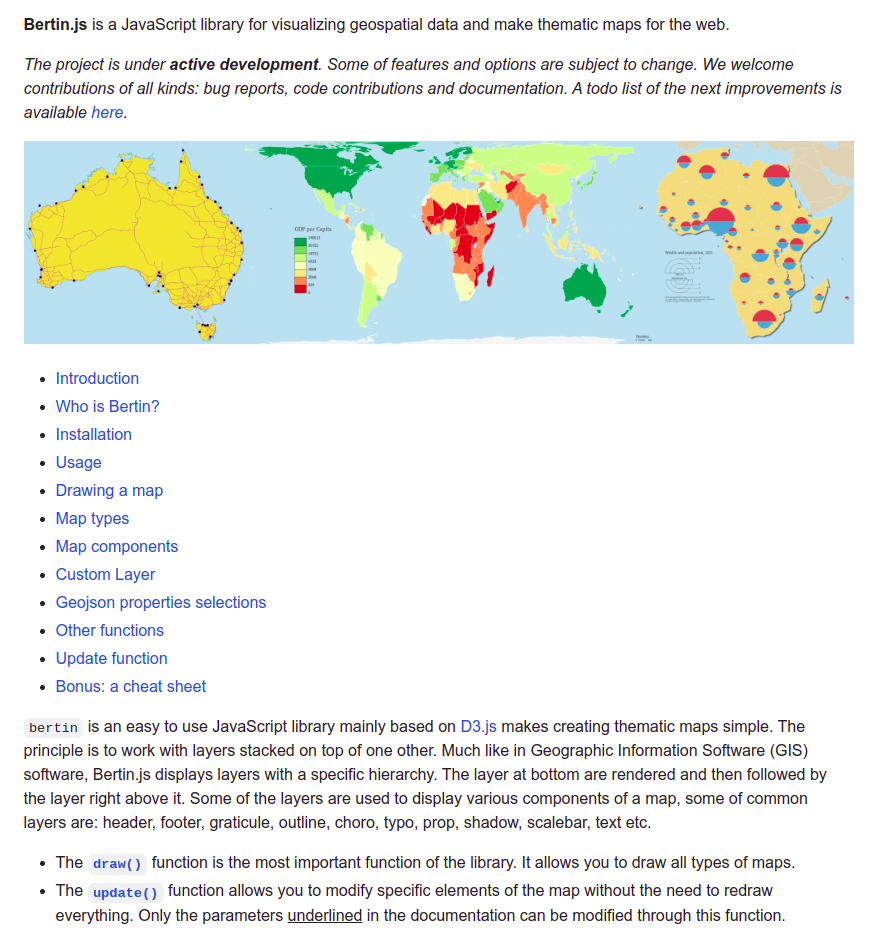 Bertin.js is a JavaScript library for visualizing geospatial data and make thematic maps for the web.
The project is under active development. Some of features and options are subject to change. We welcome
contributions of all kinds: bug reports, code contributions and documentation. A todo list of the next improvements is
available here.
GDP per Capita
Wealth and population, 2021
Introduction
Who is Bertin?
Installation
Usage
Drawing a map
Map types
Map components
Custom Layer
Geojson properties selections
Other functions
Update function
Bonus: a cheat sheet
bertin is an easy to use JavaScript library mainly based on D3.js makes creating thematic maps simple. The
principle is to work with layers stacked on top of one other. Much like in Geographic Information Software (GIS)
software, Bertin.js displays layers with a specific hierarchy. The layer at bottom are rendered and then followed by
the layer right above it. Some of the layers are used to display various components of a map, some of common
layers are: header, footer, graticule, outline, choro, typo, prop, shadow, scalebar, text etc.
The draw() function is the most important function of the library. It allows you to draw all types of maps.
The update() function allows you to modify specific elements of the map without the need to redraw
everything. Only the parameters underlined in the documentation can be modified through this function.